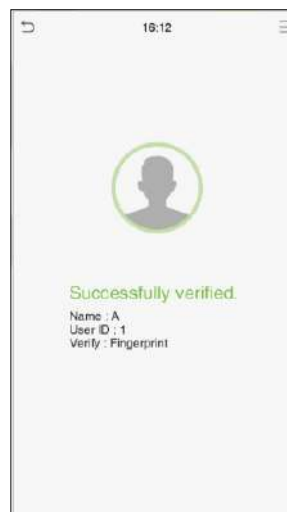 16:12
Successfully verified.
Name : A
User ID : 1
Verify : Fingerprint